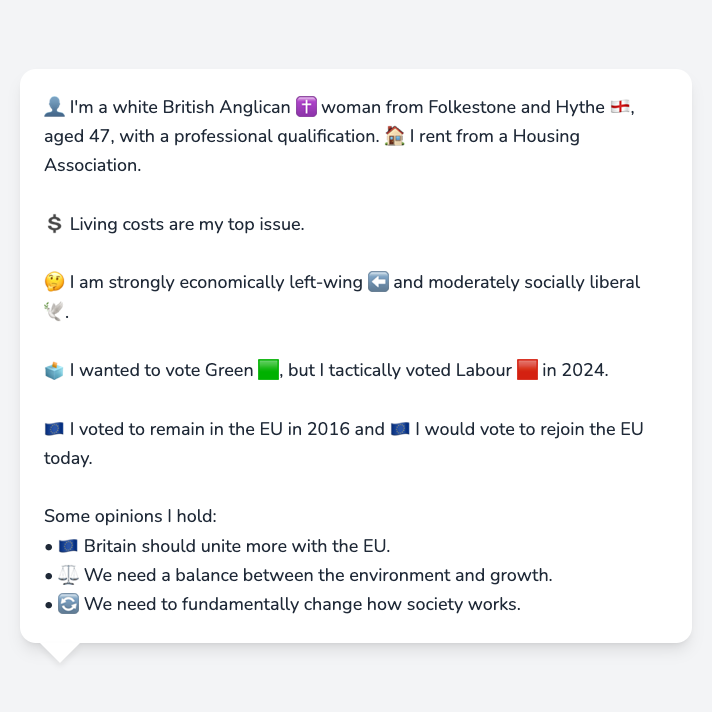 👤 I'm a white British Anglican ✝️ woman from Folkestone and Hythe 🏴󠁧󠁢󠁥󠁮󠁧󠁿,
aged 47, with a professional qualification. 🏠 I rent from a Housing
Association.
💲 Living costs are my top issue.
🤔 I am strongly economically left-wing ⬅️ and moderately socially liberal
🕊️.
🗳️ I wanted to vote Green 🟩, but I tactically voted Labour 🟥 in 2024.
🇪🇺 I voted to remain in the EU in 2016 and 🇪🇺 I would vote to rejoin the EU
today.
Some opinions I hold:
• 🇪🇺 Britain should unite more with the EU.
• ⚖️ We need a balance between the environment and growth.
• 🔄 We need to fundamentally change how society works.